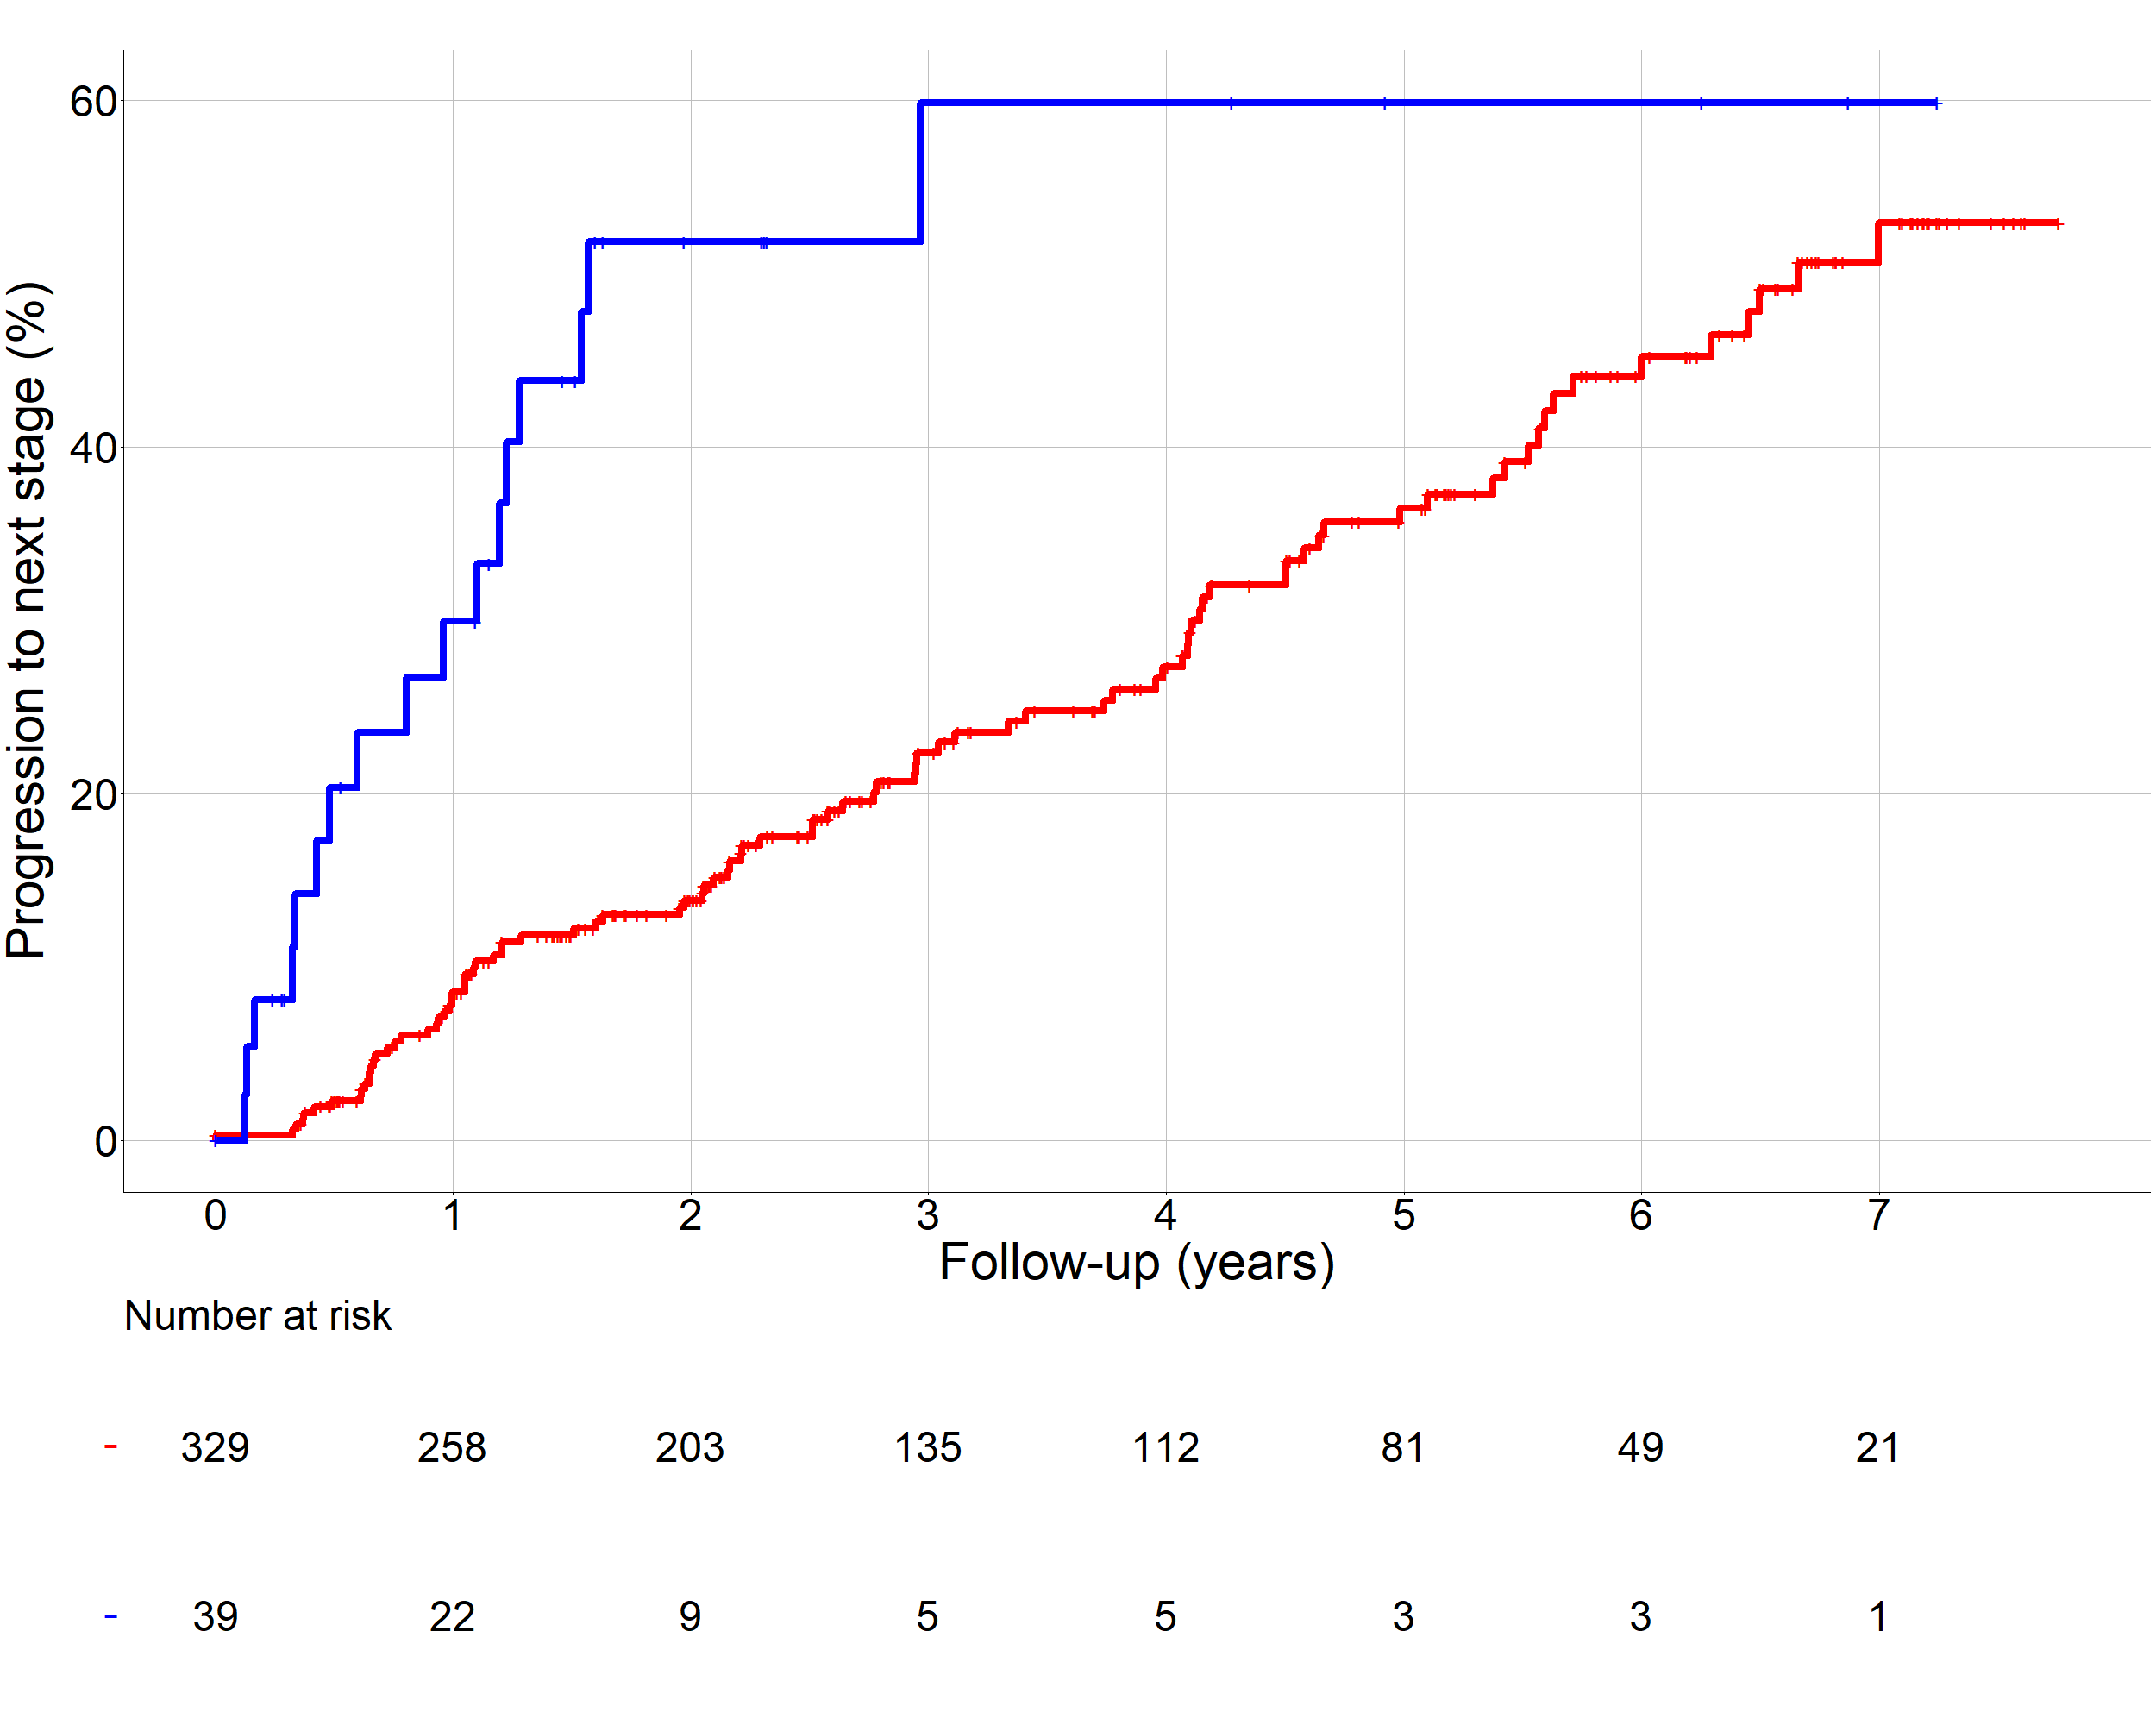 Progression to next stage (%)
60
40
20
0
0 1 2 3 4 5 6 7
Follow-up (years)
Number at risk
- 329 258 203 135 112 81 49 21
- 39 22 9 5 5 3 3 1